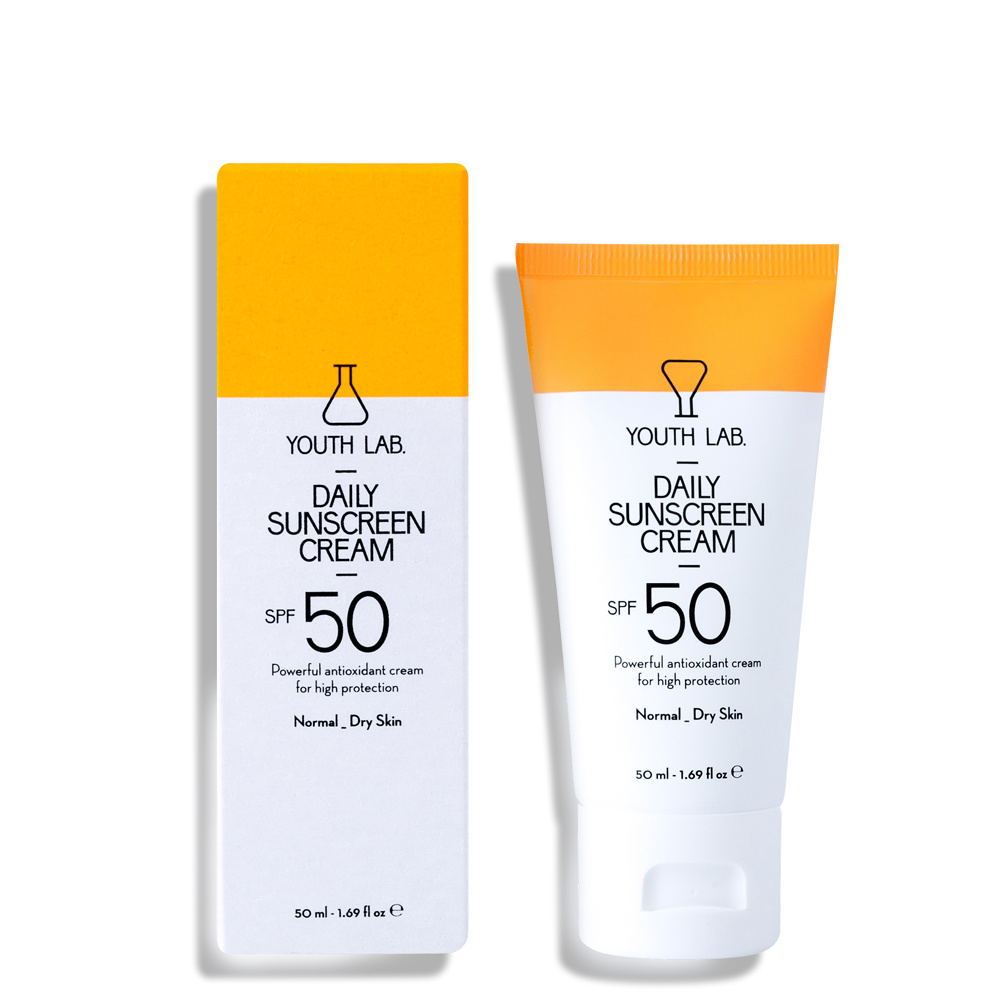 YOUTH LAB.
DAILY
SUNSCREEN
CREAM
SPF 50
Powerful antioxidant cream
for high protection
Normal _ Dry Skin
50 ml - 1.69 fl oz ℮
YOUTH LAB.
DAILY
SUNSCREEN
CREAM
SPF 50
Powerful antioxidant cream
for high protection
Normal _ Dry Skin
50 ml - 1.69 fl oz ℮